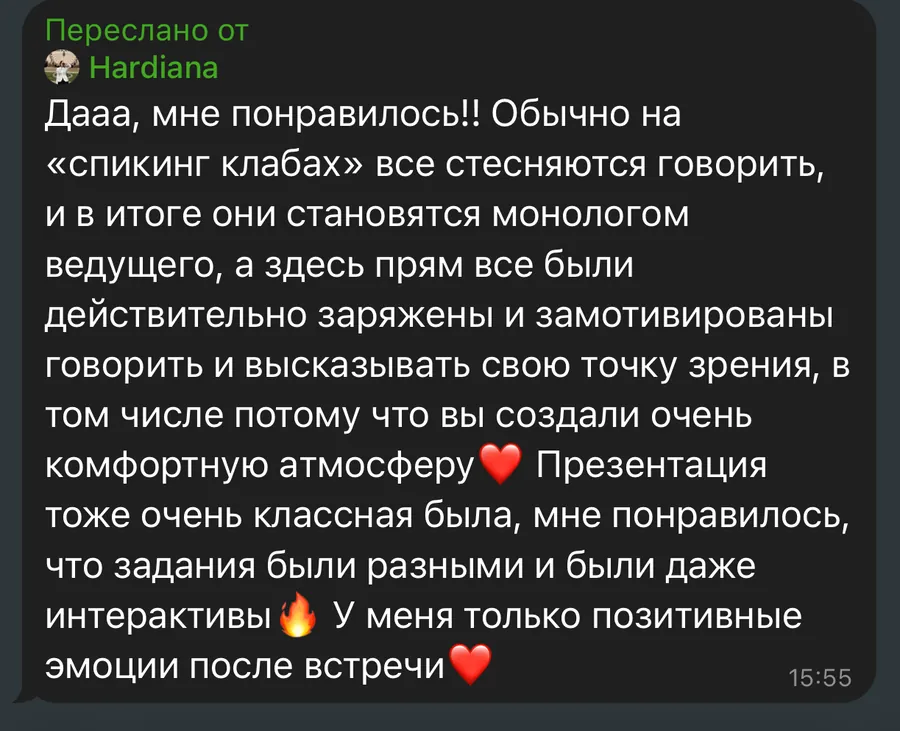 Переслано от
Hardiana
Дааа, мне понравилось!! Обычно на
«спикинг клабах» все стесняются говорить,
и в итоге они становятся монологом
ведущего, а здесь прям все были
действительно заряжены и замотивированы
говорить и высказывать свою точку зрения, в
том числе потому что вы создали очень
комфортную атмосферу❤️ Презентация
тоже очень классная была, мне понравилось,
что задания были разными и были даже
интерактивы🔥 У меня только позитивные
эмоции после встречи❤️
15:55